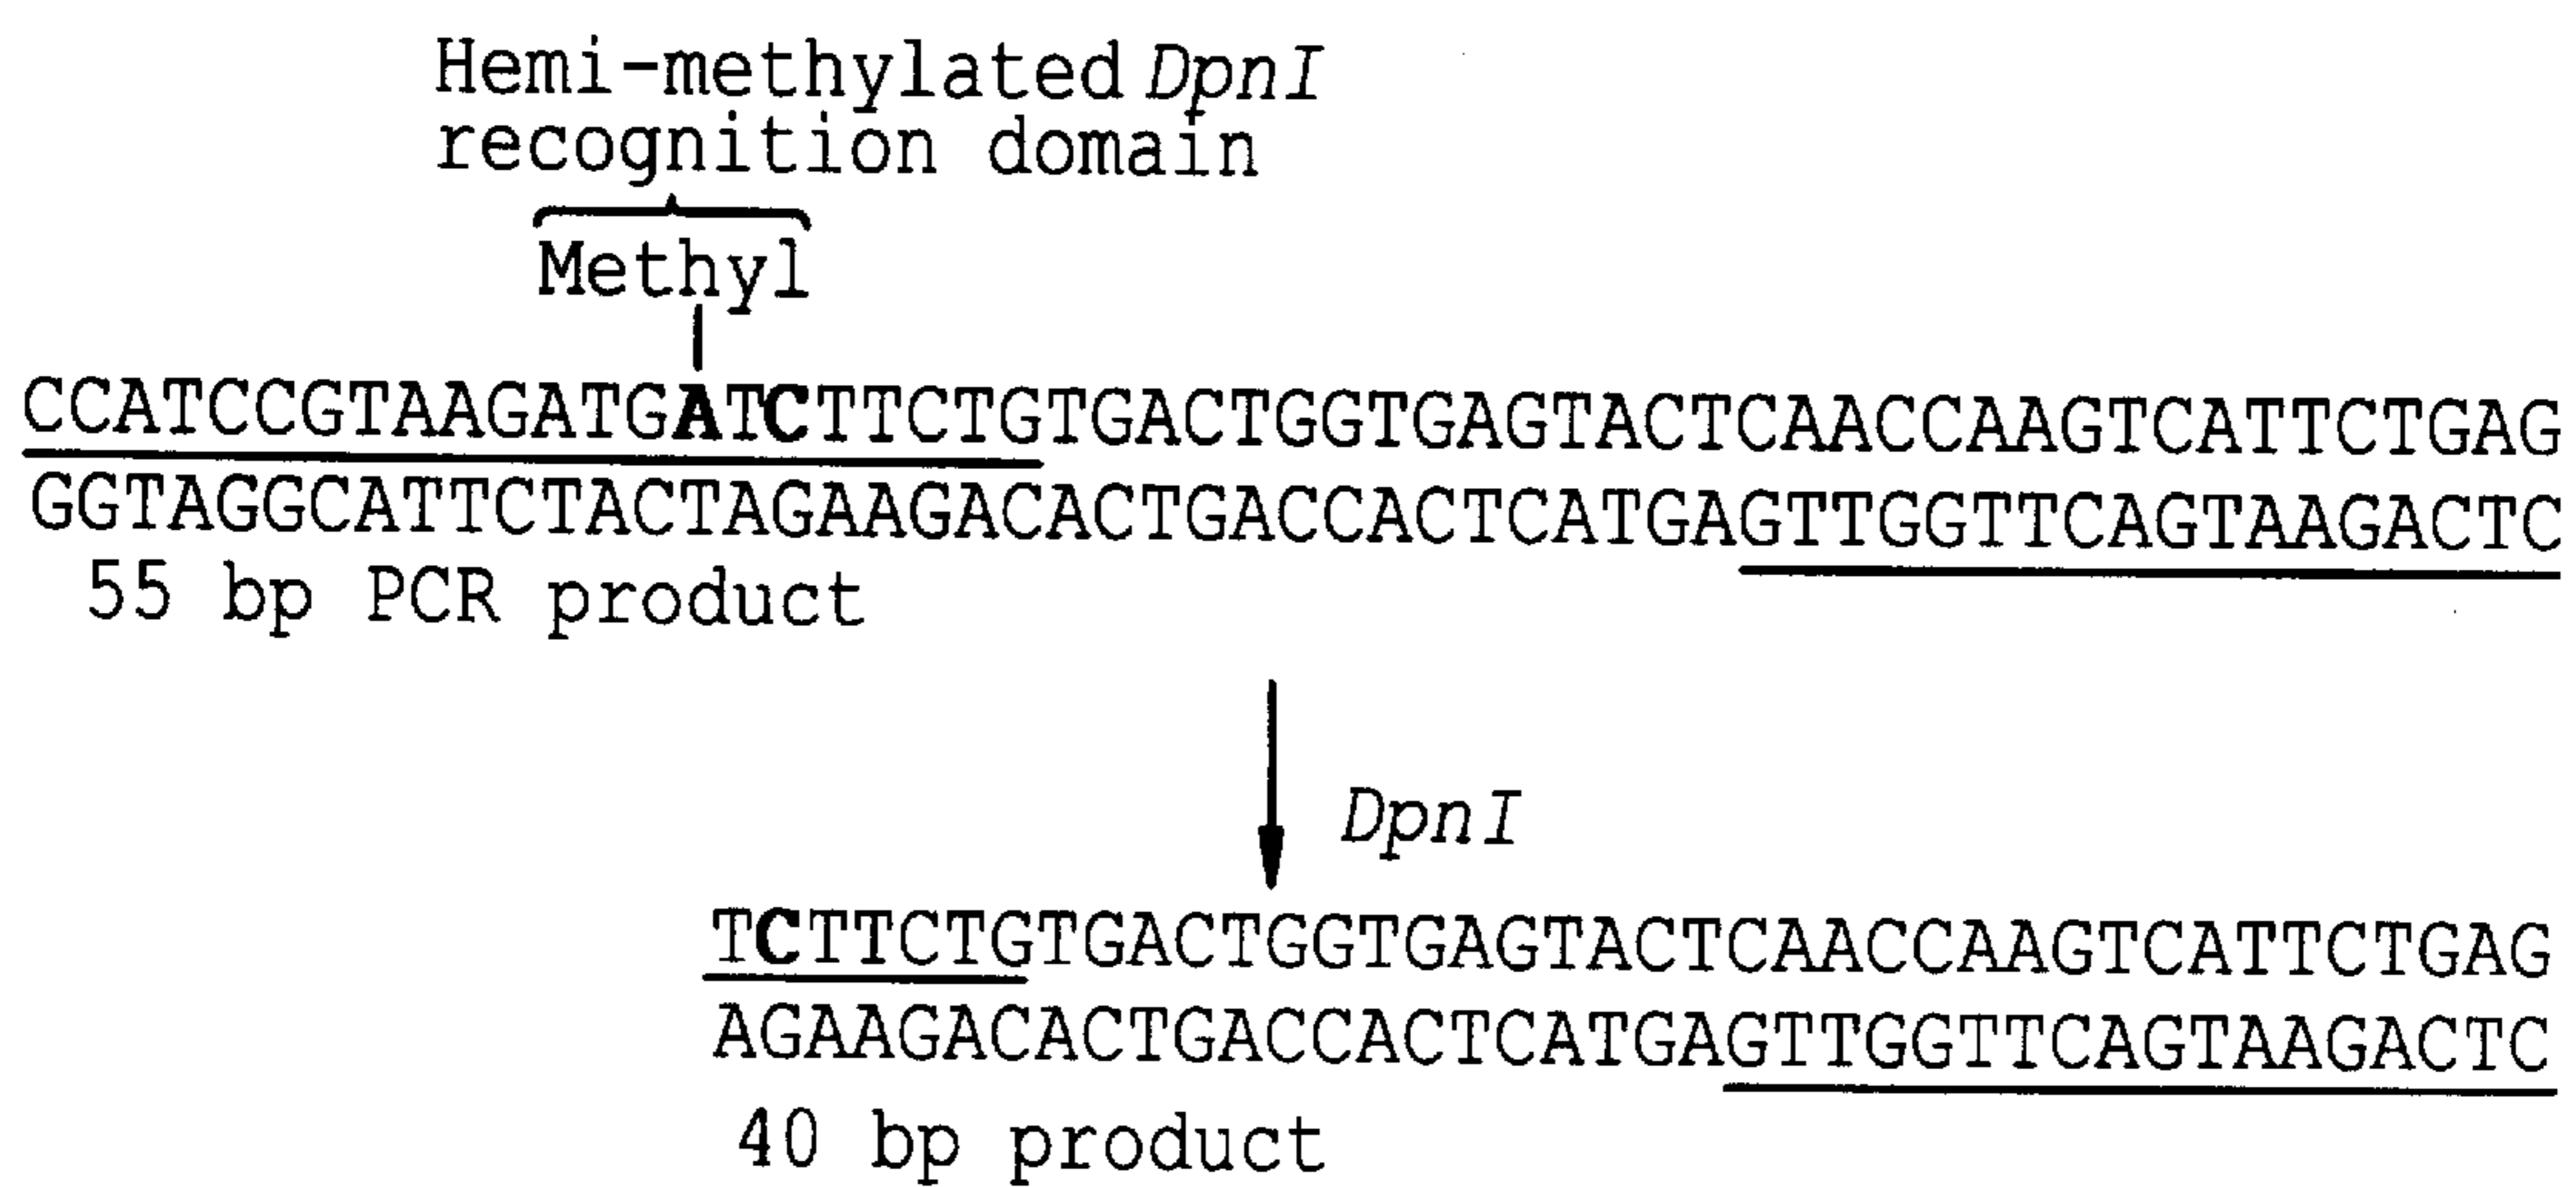 Hemi-methylated DpnI
recognition domain
Methyl
CCATCCGTAAGATGATCTTCTGTGACTGGTGAGTACTCAACCAAGTCATTCTGAG
GGTAGGCATTCTACTAGAAGACACTGACCACTCATGAGTTGGTTCAGTAAGACTC
55 bp PCR product
DpnI
TCTTCTGTGACTGGTGAGTACTCAACCAAGTCATTCTGAG
AGAAGACACTGACCACTCATGAGTTGGTTCAGTAAGACTC
40 bp product